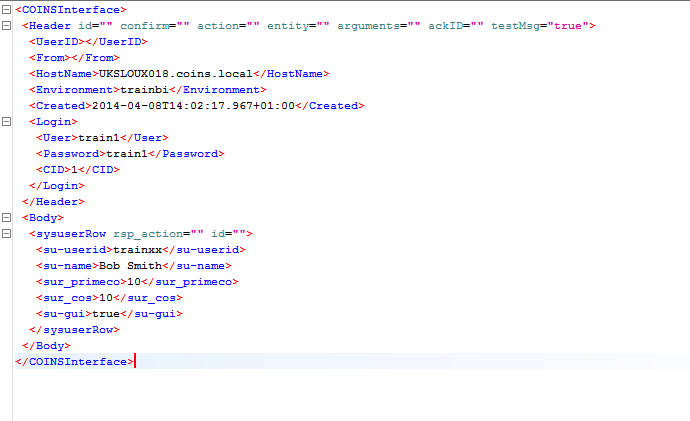 <COINSInterface>
<Header id="" confirm="" action="" entity="" arguments="" ackID="" testMsg="true">
<UserID></UserID>
<From></From>
<HostName>UKSLOUX018.coins.local</HostName>
<Environment>trainbi</Environment>
<Created>2014-04-08T14:02:17.967+01:00</Created>
<Login>
<User>train1</User>
<Password>train1</Password>
<CID>1</CID>
</Login>
</Header>
<Body>
<sysuserRow rsp_action="" id="">
<su-userid>trainxx</su-userid>
<su-name>Bob Smith</su-name>
<sur_primeco>10</sur_primeco>
<sur_cos>10</sur_cos>
<su-gui>true</su-gui>
</sysuserRow>
</Body>
</COINSInterface>